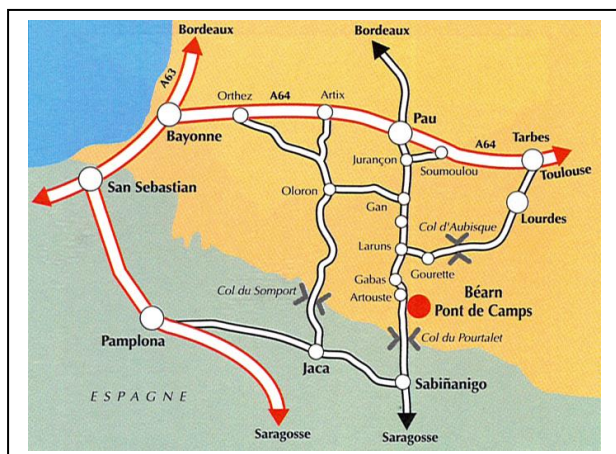 Bordeaux
Bordeaux
A63
Orthez
A64
Artix
Bayonne
Pau
A64
Tarbes
Jurançon
Soumoulou
Toulouse
San Sebastian
Oloron
Gan
Lourdes
Col d'Aubisque
Laruns
Gourette
Gabas
Col du Somport
Artouste
Béarn
Pont de Camps
Pamplona
Col du Pourtalet
Jaca
Sabiñanigo
ESPAGNE
Saragosse
Saragosse